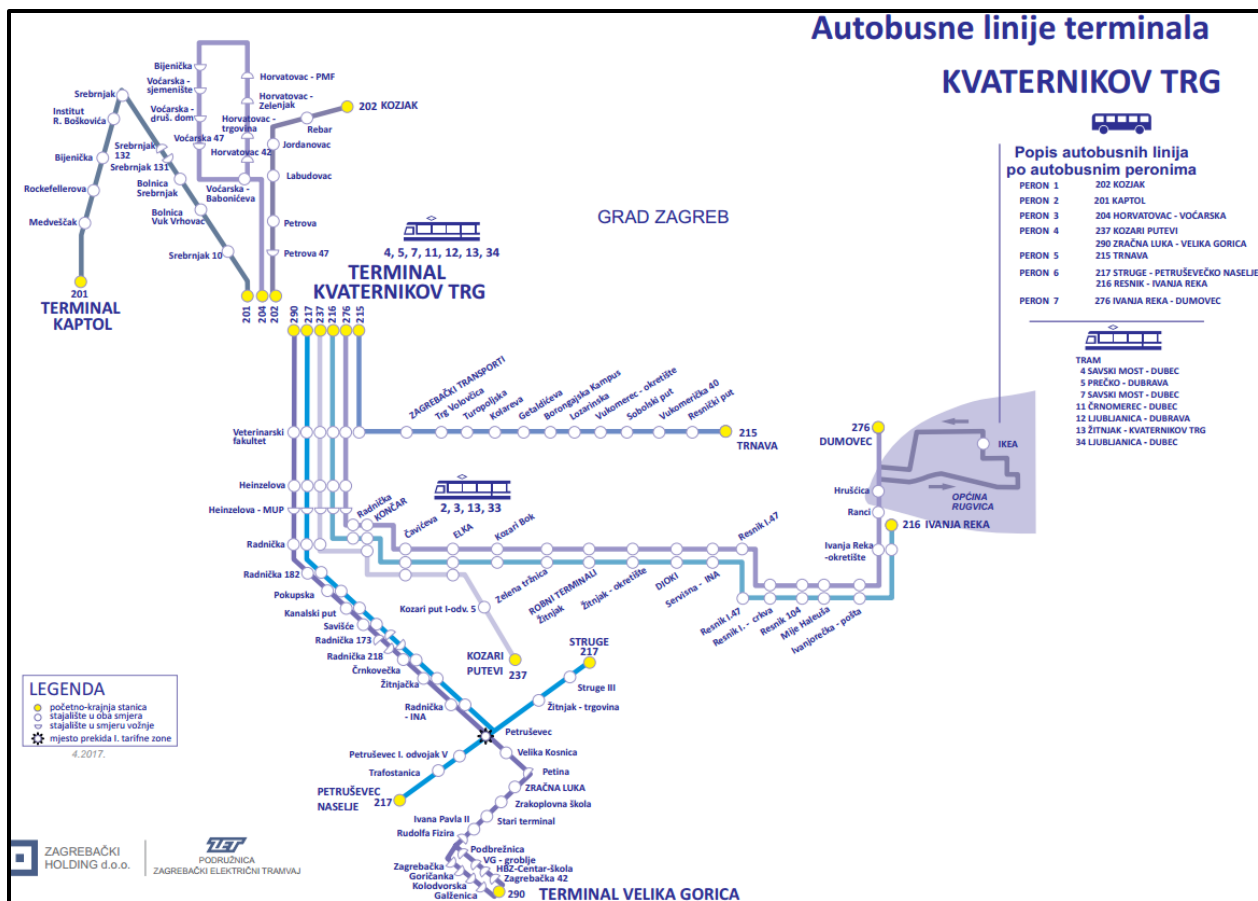 Autobusne linije terminala
KVATERNIKOV TRG
Popis autobusnih linija
po autobusnim peronima
PERON 1 202 KOZJAK
PERON 2 201 KAPTOL
PERON 3 204 HORVATOVAC - VOĆARSKA
PERON 4 237 KOZARI PUTEVI
290 ZRAČNA LUKA - VELIKA GORICA
PERON 5 215 TRNAVA
PERON 6 217 STRUGE - PETRUŠEVEČKO NASELJE
216 RESNIK - IVANJA REKA
PERON 7 276 IVANJA REKA - DUMOVEC
TRAM
4 SAVSKI MOST - DUBEC
5 PREČKO - DUBRAVA
7 SAVSKI MOST - DUBEC
11 ČRNOMEREC - DUBEC
12 LJUBLJANICA - DUBRAVA
13 ŽITNJAK - KVATERNIKOV TRG
34 LJUBLJANICA - DUBEC
GRAD ZAGREB
Srebrnjak
Institut
R. Boškovića
Bijenička
Rockefellerova
Medveščak
201
TERMINAL
KAPTOL
Srebrnjak
132
Srebrnjak 131
Bolnica
Srebrnjak
Bolnica
Vuk Vrhovac
Srebrnjak 10
Bijenička
Voćarska -
sjemenište
Voćarska -
druš. dom
Voćarska 47
Horvatovac - PMF
Horvatovac -
Zelenjak
Horvatovac -
trgovina
Horvatovac 42
Voćarska -
Babonićeva
202 KOZJAK
Rebar
Jordanovac
Labudovac
Petrova
Petrova 47
4, 5, 7, 11, 12, 13, 34
TERMINAL
KVATERNIKOV TRG
201
204
202
290
217
237
216
276
215
Veterinarski
fakultet
ZAGREBAČKI TRANSPORTI
Trg Volovčica
Turopoljska
Kolareva
Getaldićeva
Borongajska Kampus
Lozarinska
Vukomerec - okretište
Sobolski put
Vukomerička 40
Resnički put
215
TRNAVA
Heinzelova
Heinzelova - MUP
Radnička
2, 3, 13, 33
Radnička
KONČAR
Čavićeva
ELKA
Kozari Bok
Zelena tržnica
ROBNI TERMINALI
Žitnjak
Žitnjak - okretište
DIOKI
Servisna - INA
Resnik I.47
Resnik I.47
Resnik I. - crkva
Resnik 104
Mije Haleuša
Ivanjorečka - pošta
276
DUMOVEC
IKEA
OPĆINA
RUGVICA
Hrušćica
Ranci
216 IVANJA REKA
Ivanja Reka
-okretište
Kozari put I-odv. 5
KOZARI
PUTEVI
237
Radnička 182
Pokupska
Kanalski put
Savišće
Radnička 173
Radnička 218
Črnkovečka
Žitnjačka
Radnička
- INA
STRUGE
217
Struge III
Žitnjak - trgovina
Petruševec
Petruševec I. odvojak V
Trafostanica
PETRUŠEVEC
NASELJE
217
Velika Kosnica
Petina
ZRAČNA LUKA
Zrakoplovna škola
Stari terminal
Ivana Pavla II
Rudolfa Fizira
Podbrežnica
VG - groblje
HBZ-Centar-škola
Zagrebačka 42
Zagrebačka
Goričanka
Kolodvorska
Galženica
290
TERMINAL VELIKA GORICA
LEGENDA
početno-krajnja stanica
stajalište u oba smjera
stajalište u smjeru vožnje
mjesto prekida I. tarifne zone
4.2017.
ZAGREBAČKI
HOLDING d.o.o.
ZET
PODRUŽNICA
ZAGREBAČKI ELEKTRIČNI TRAMVAJ